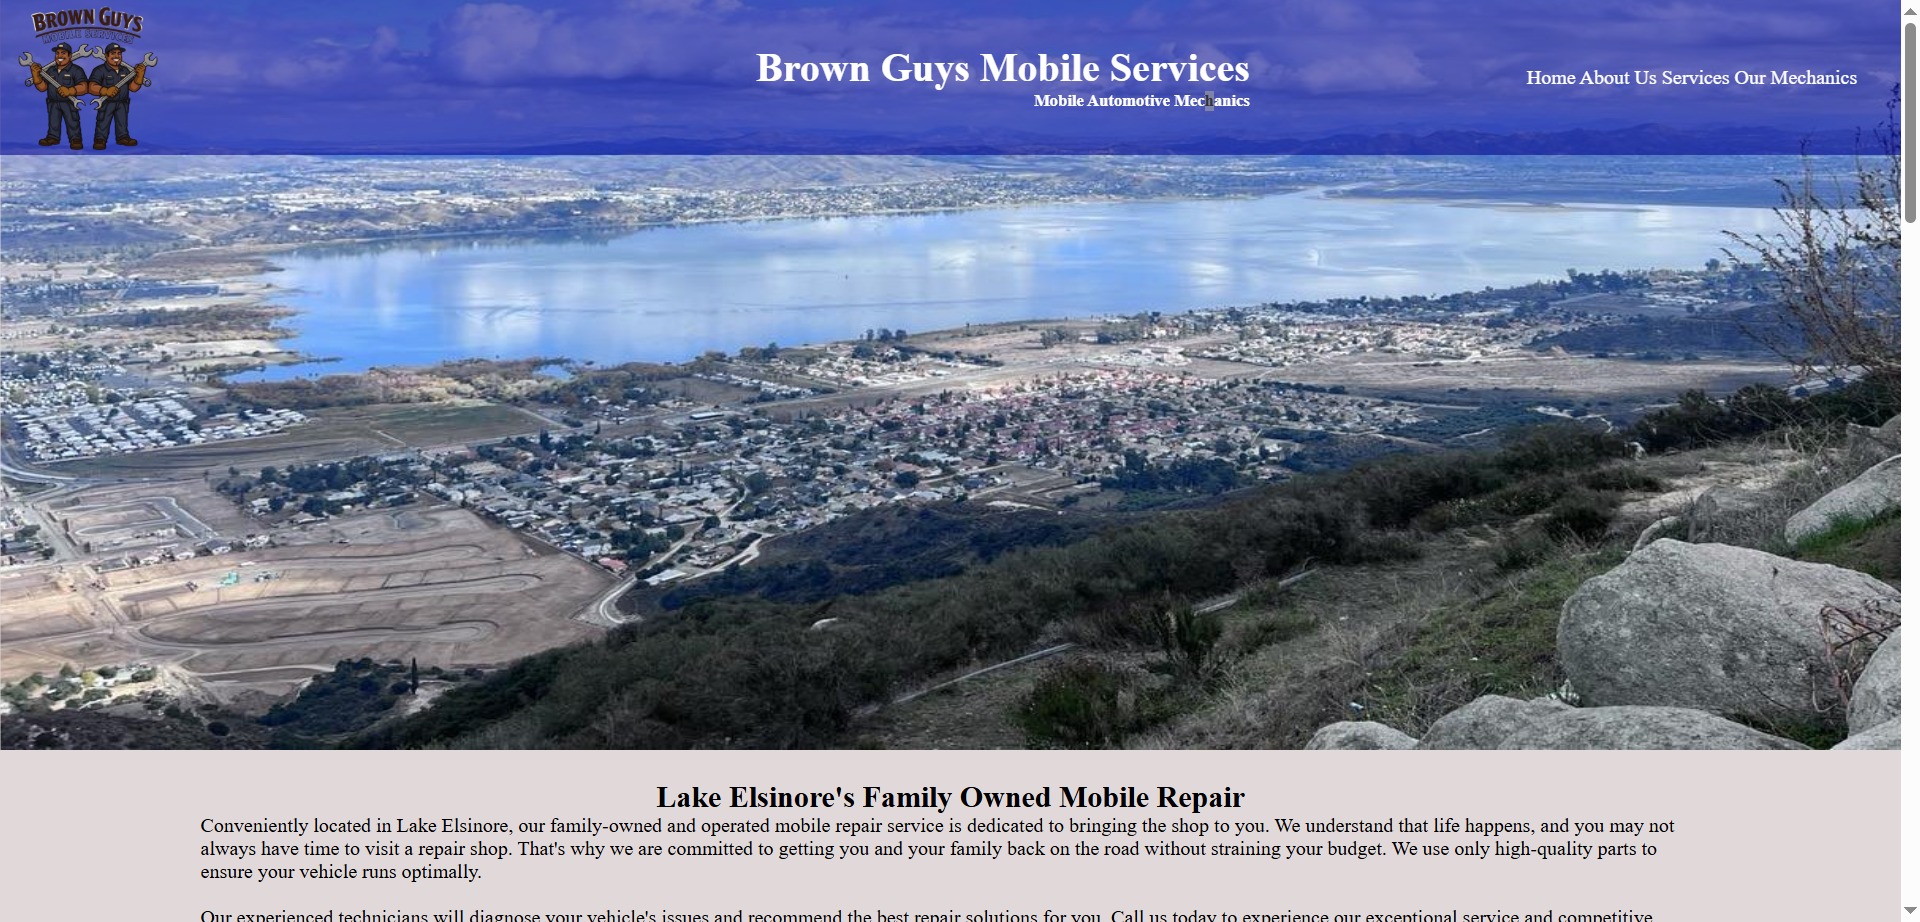 BROWN GUYS
MOBILE SERVICES
Brown Guys Mobile Services
Mobile Automotive Mechanics
Home About Us Services Our Mechanics
Lake Elsinore's Family Owned Mobile Repair
Conveniently located in Lake Elsinore, our family-owned and operated mobile repair service is dedicated to bringing the shop to you. We understand that life happens, and you may not
always have time to visit a repair shop. That's why we are committed to getting you and your family back on the road without straining your budget. We use only high-quality parts to
ensure your vehicle runs optimally.
Our experienced technicians will diagnose your vehicle's issues and recommend the best repair solutions for you. Call us today to experience our exceptional service and competitive